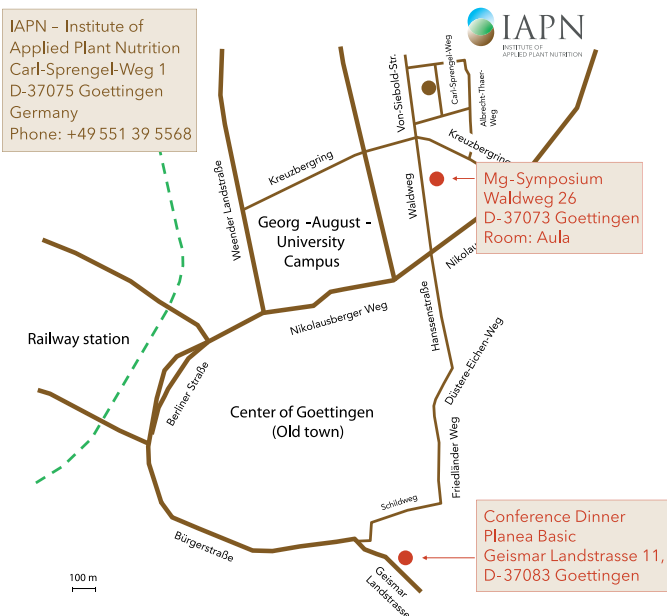 IAPN – Institute of
Applied Plant Nutrition
Carl-Sprengel-Weg 1
D-37075 Goettingen
Germany
Phone: +49 551 39 5568
IAPN
INSTITUTE OF
APPLIED PLANT NUTRITION
Von-Siebold-Str.
Carl-Sprengel-Weg
Albrecht-Thaer-
Weg
Kreuzbergring
Kreuzbergring
Weender Landstraße
Waldweg
Mg-Symposium
Waldweg 26
D-37073 Goettingen
Room: Aula
Georg -August -
University
Campus
Nikolausberger Weg
Hanssenstraße
Railway station
Berliner Straße
Düstere-Eichen-Weg
Center of Goettingen
(Old town)
Friedländer Weg
Schildweg
Bürgerstraße
Conference Dinner
Planea Basic
Geismar Landstrasse 11,
D-37083 Goettingen
Geismar
Landstrasse
100 m